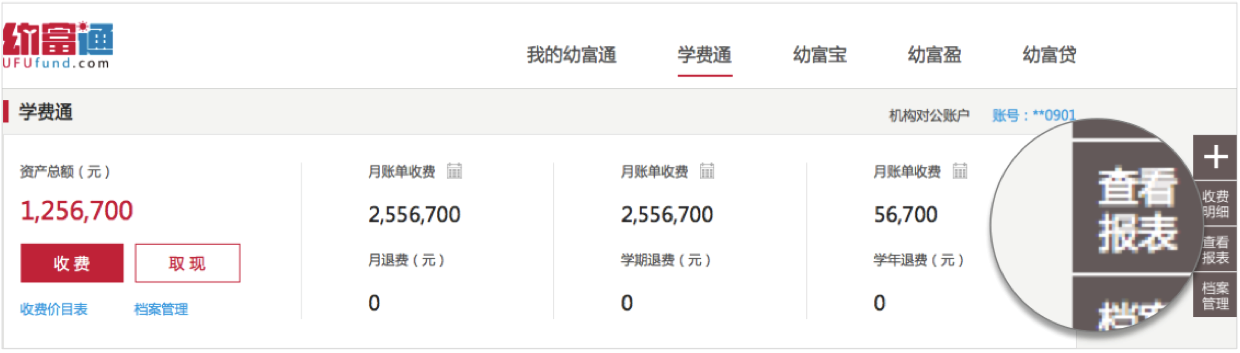 幼富通
UFUfund.com
我的幼富通 学费通 幼富宝 幼富盈 幼富贷
学费通 机构对公账户 账号：**0901
资产总额（元） 月账单收费 月账单收费 月账单收费
1,256,700 2,556,700 2,556,700 56,700
收费 取现 月退费（元） 学期退费（元） 学年退费（元）
收费价目表 档案管理 0 0 0
查看
报表
档案
+
收费
明细
查看
报表
档案
管理